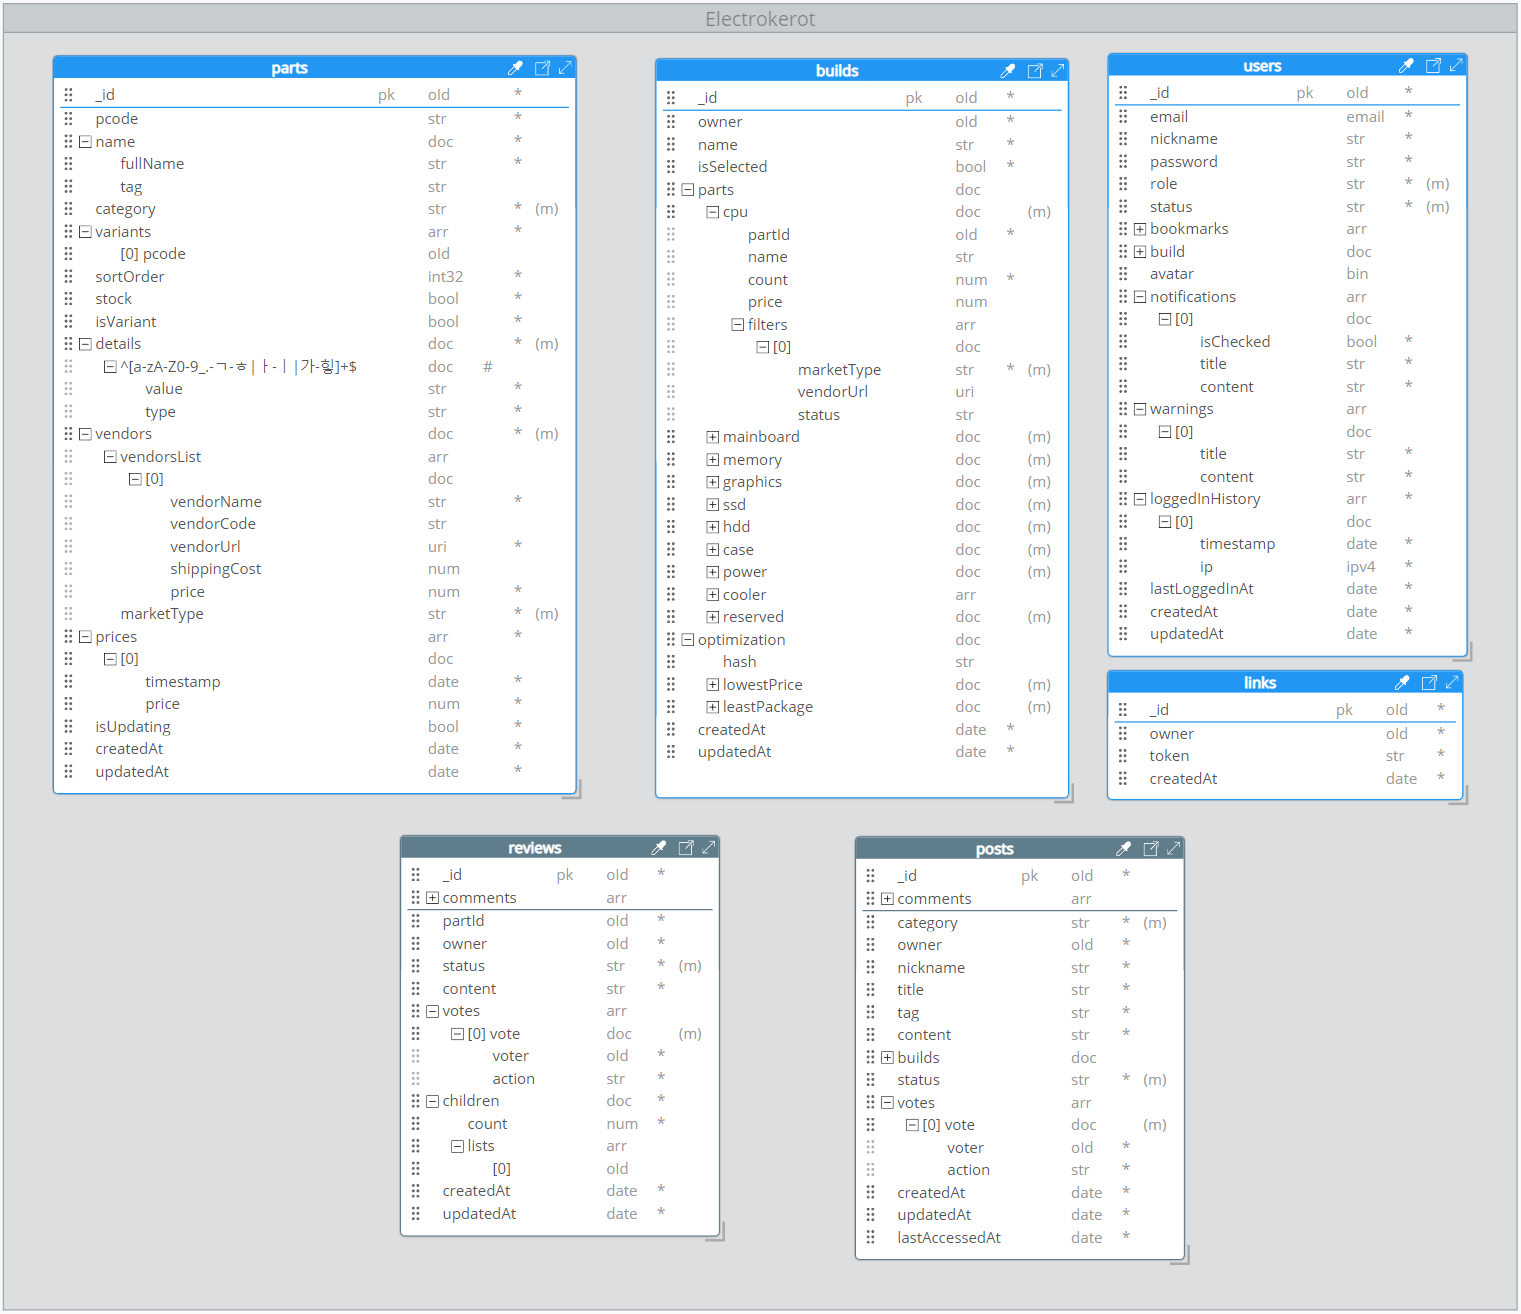 Electrokerot
parts
_id pk oId *
pcode str *
name doc *
fullName str *
tag str
category str * (m)
variants arr *
[0] pcode oId
sortOrder int32 *
stock bool *
isVariant bool *
details doc * (m)
^[a-zA-Z0-9_.-ㄱ-ㅎ|ㅏ-ㅣ|가-힣]+$ doc #
value str *
type str *
vendors doc * (m)
vendorsList arr
[0] doc
vendorName str *
vendorCode str
vendorUrl uri *
shippingCost num
price num *
marketType str * (m)
prices arr *
[0] doc
timestamp date *
price num *
isUpdating bool *
createdAt date *
updatedAt date *
builds
_id pk oId *
owner oId *
name str *
isSelected bool *
parts doc
cpu doc (m)
partId oId *
name str
count num *
price num
filters arr
[0] doc
marketType str * (m)
vendorUrl uri
status str
mainboard doc (m)
memory doc (m)
graphics doc (m)
ssd doc (m)
hdd doc (m)
case doc (m)
power doc (m)
cooler arr
reserved doc (m)
optimization doc
hash str
lowestPrice doc (m)
leastPackage doc (m)
createdAt date *
updatedAt date *
users
_id pk oId *
email email *
nickname str *
password str *
role str * (m)
status str * (m)
bookmarks arr
build doc
avatar bin
notifications arr
[0] doc
isChecked bool *
title str *
content str *
warnings arr
[0] doc
title str *
content str *
loggedInHistory arr *
[0] doc
timestamp date *
ip ipv4 *
lastLoggedInAt date *
createdAt date *
updatedAt date *
links
_id pk oId *
owner oId *
token str *
createdAt date *
reviews
_id pk oId *
comments arr
partId oId *
owner oId *
status str * (m)
content str *
votes arr
[0] vote doc (m)
voter oId *
action str *
children doc *
count num *
lists arr
[0] oId
createdAt date *
updatedAt date *
posts
_id pk oId *
comments arr
category str * (m)
owner oId *
nickname str *
title str *
tag str *
content str *
builds doc
status str * (m)
votes arr
[0] vote doc (m)
voter oId *
action str *
createdAt date *
updatedAt date *
lastAccessedAt date *